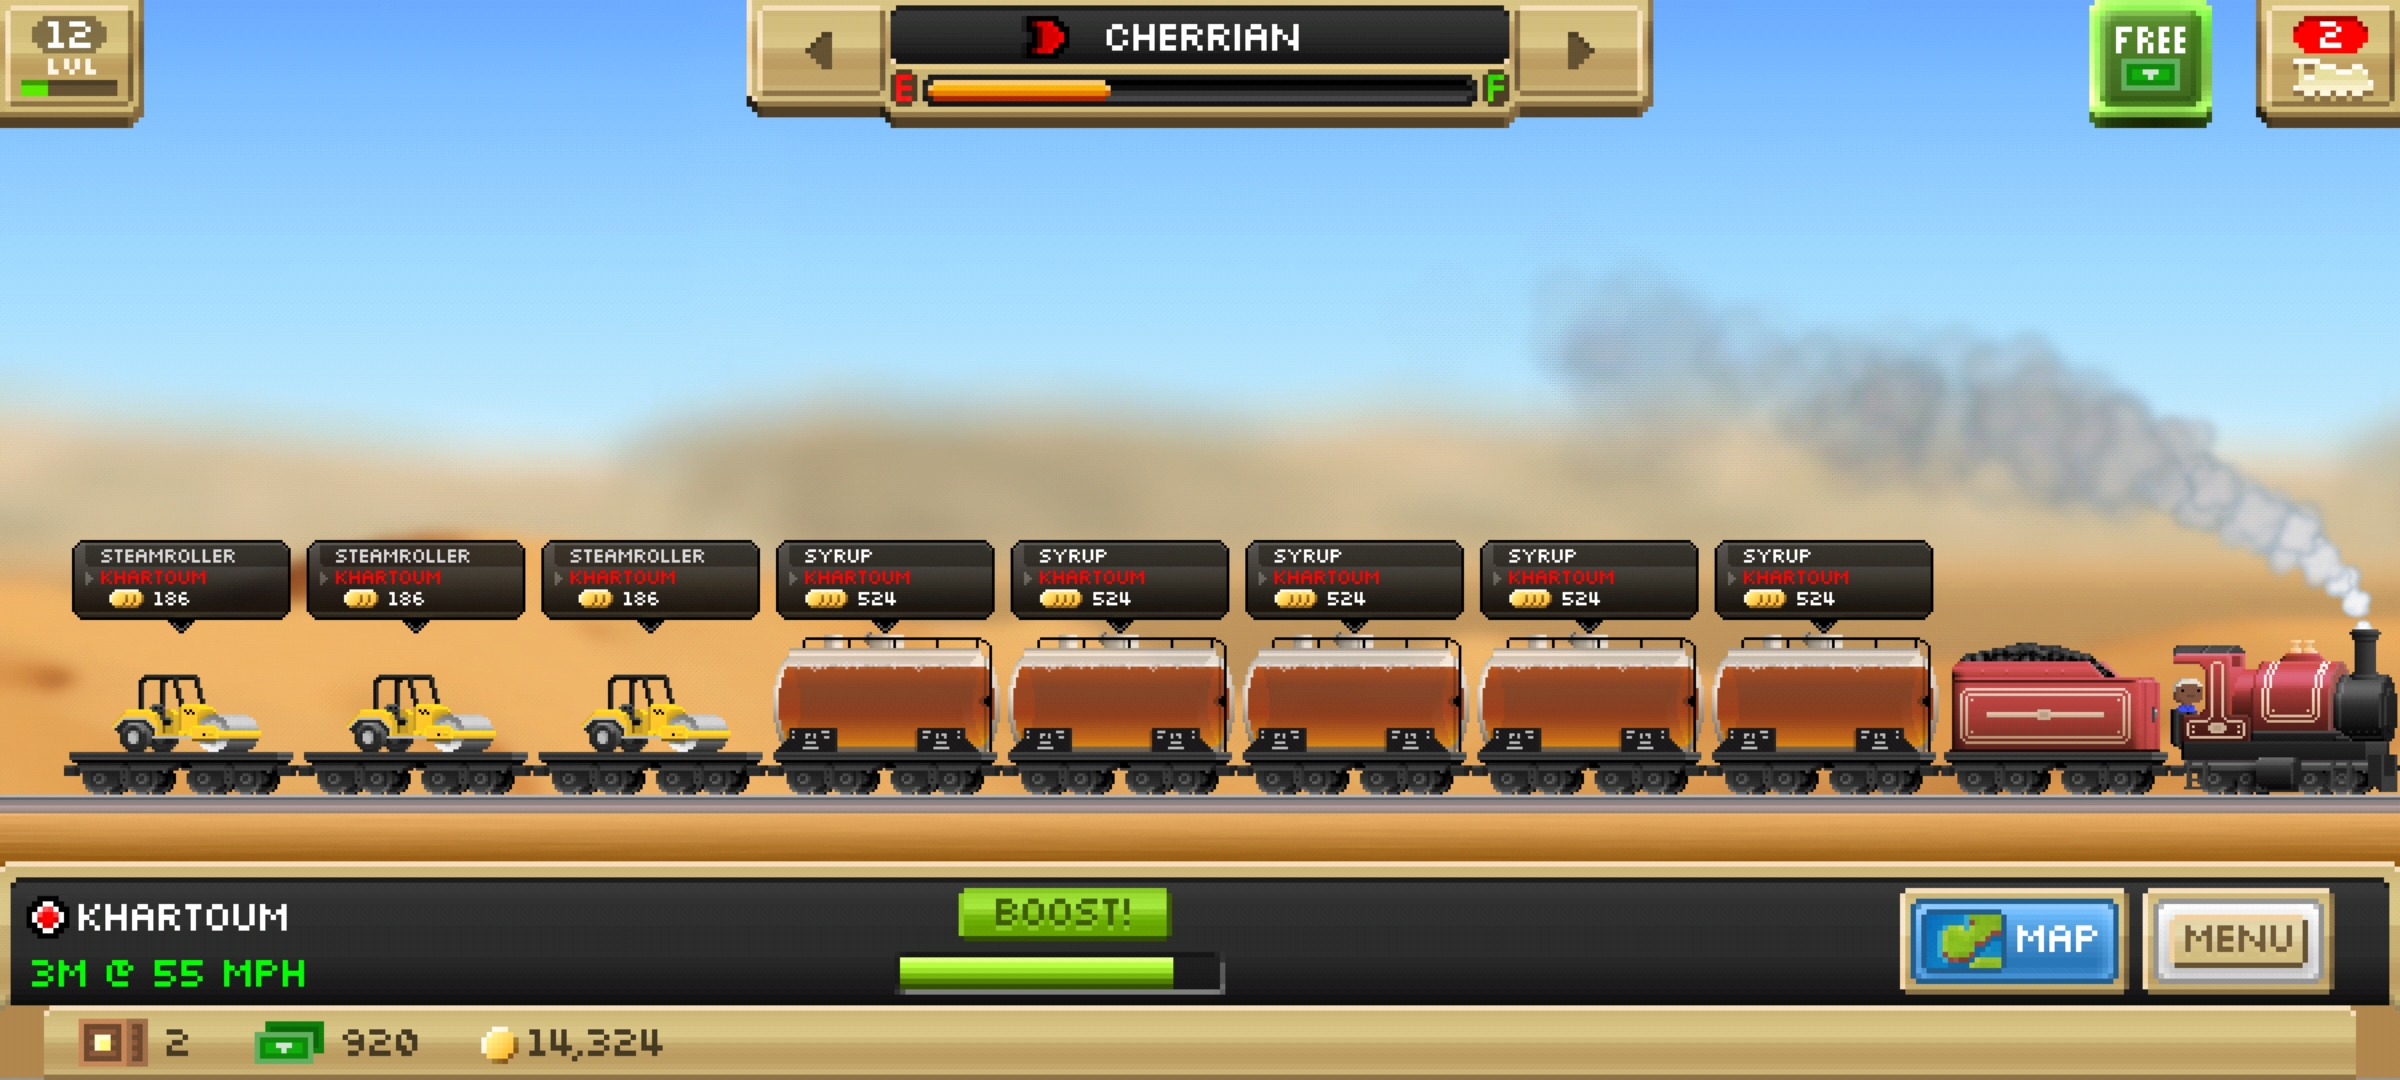 12
LVL
CHERRIAN
E F
FREE
2
STEAMROLLER
KHARTOUM
186
STEAMROLLER
KHARTOUM
186
STEAMROLLER
KHARTOUM
186
SYRUP
KHARTOUM
524
SYRUP
KHARTOUM
524
SYRUP
KHARTOUM
524
SYRUP
KHARTOUM
524
SYRUP
KHARTOUM
524
KHARTOUM
3M @ 55 MPH
BOOST!
MAP
MENU
2
920
14,324